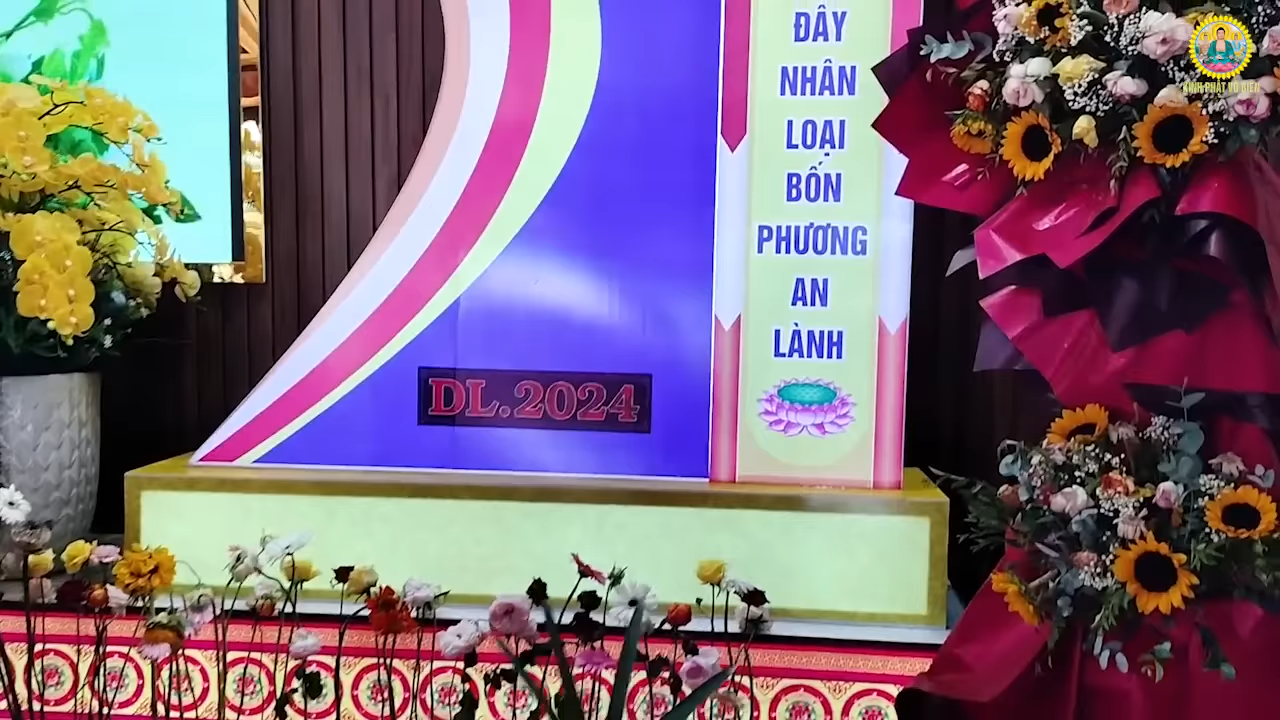 ĐÂY
NHÂN
LOẠI
BỐN
PHƯƠNG
AN
LÀNH
DL.2024